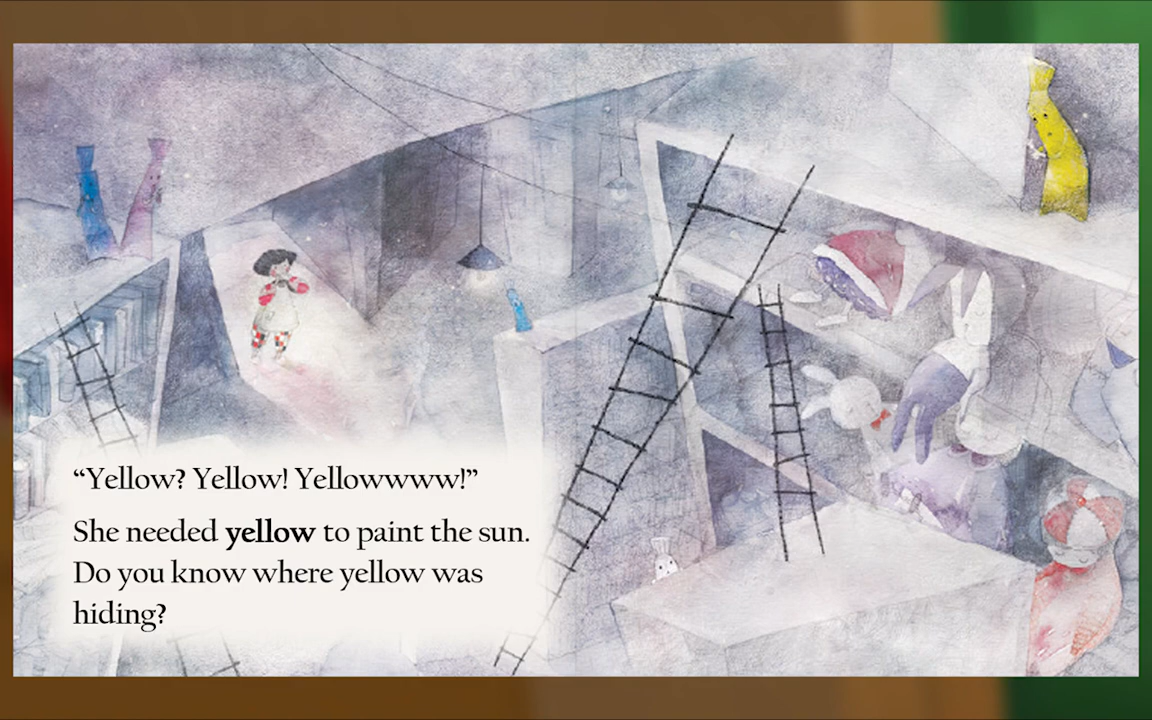 “Yellow? Yellow! Yellowwww!”
She needed yellow to paint the sun.
Do you know where yellow was
hiding?